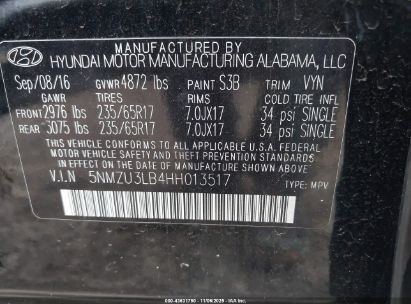 MANUFACTURED BY
HYUNDAI MOTOR MANUFACTURING ALABAMA, LLC
Sep/08/16 GVWR 4872 lbs PAINT S3B TRIM VYN
GAWR TIRES RIMS COLD TIRE INFL
FRONT 2976 lbs 235/65R17 7.0JX17 34 psi SINGLE
REAR 3075 lbs 235/65R17 7.0JX17 34 psi SINGLE
THIS VEHICLE CONFORMS TO ALL APPLICABLE U.S.A. FEDERAL
MOTOR VEHICLE SAFETY AND THEFT PREVENTION STANDARDS IN
EFFECT ON THE DATE OF MANUFACTURE SHOWN ABOVE.
V.I.N 5NMZU3LB4HH013517 TYPE: MPV